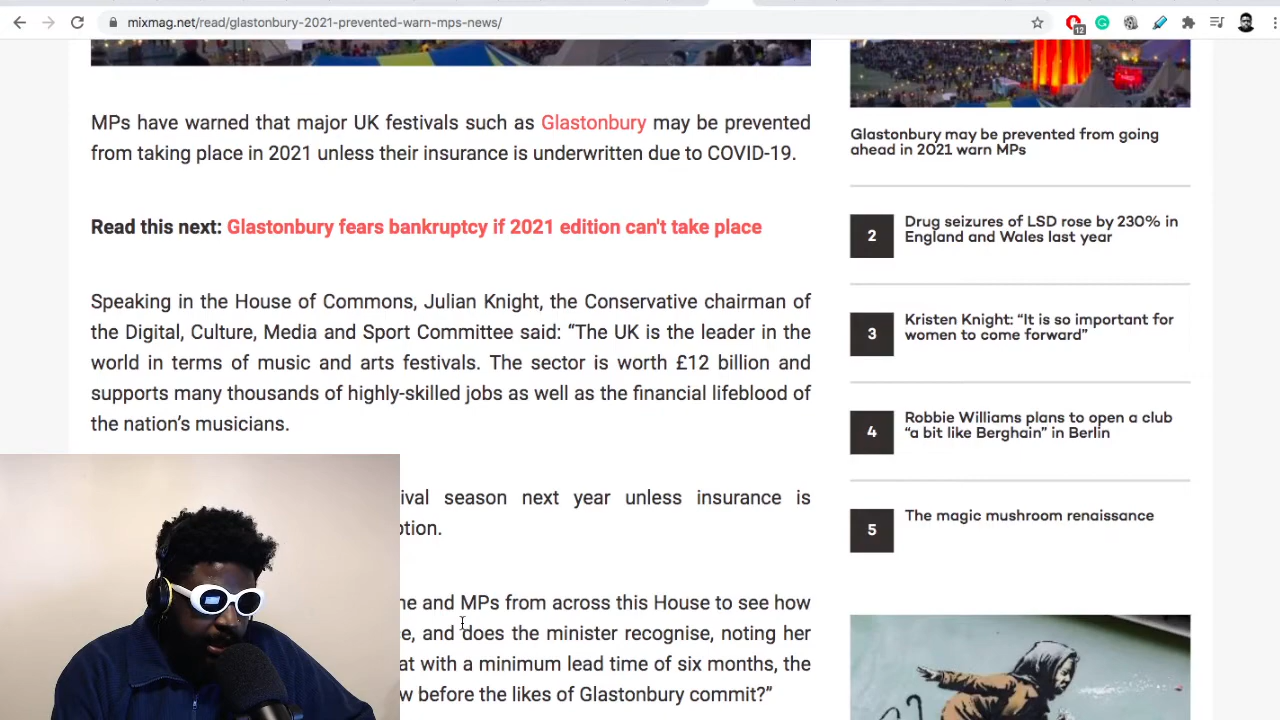 mixmag.net/read/glastonbury-2021-prevented-warn-mps-news/
12
MPs have warned that major UK festivals such as Glastonbury may be prevented
from taking place in 2021 unless their insurance is underwritten due to COVID-19.
Read this next: Glastonbury fears bankruptcy if 2021 edition can't take place
Speaking in the House of Commons, Julian Knight, the Conservative chairman of
the Digital, Culture, Media and Sport Committee said: “The UK is the leader in the
world in terms of music and arts festivals. The sector is worth £12 billion and
supports many thousands of highly-skilled jobs as well as the financial lifeblood of
the nation’s musicians.
season next year unless insurance is
and MPs from across this House to see how
and does the minister recognise, noting her
with a minimum lead time of six months, the
before the likes of Glastonbury commit?”
Glastonbury may be prevented from going
ahead in 2021 warn MPs
2
Drug seizures of LSD rose by 230% in
England and Wales last year
3
Kristen Knight: “It is so important for
women to come forward”
4
Robbie Williams plans to open a club
“a bit like Berghain” in Berlin
5
The magic mushroom renaissance